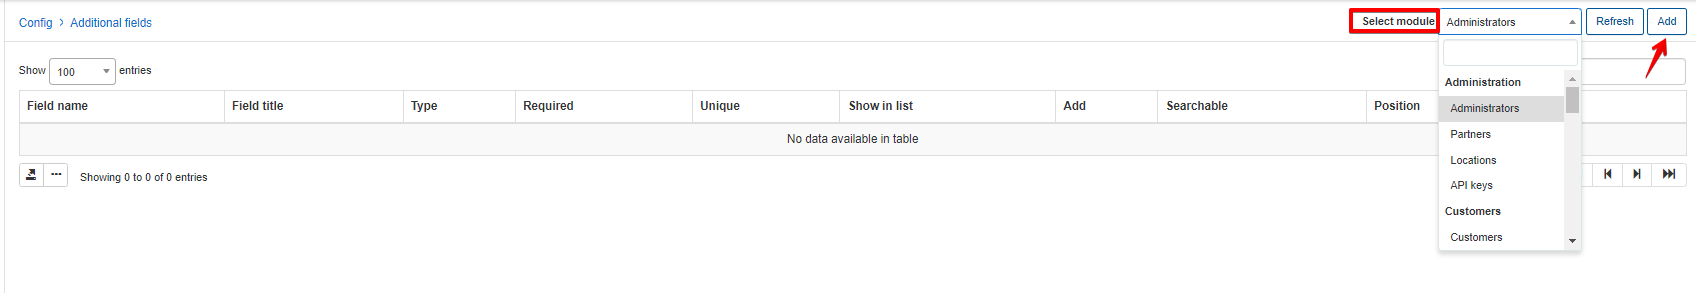 Config > Additional fields
Select module Administrators Refresh Add
Show 100 entries
Administration
Administrators
Partners
Locations
API keys
Customers
Customers
Field name Field title Type Required Unique Show in list Add Searchable Position
No data available in table
Showing 0 to 0 of 0 entries